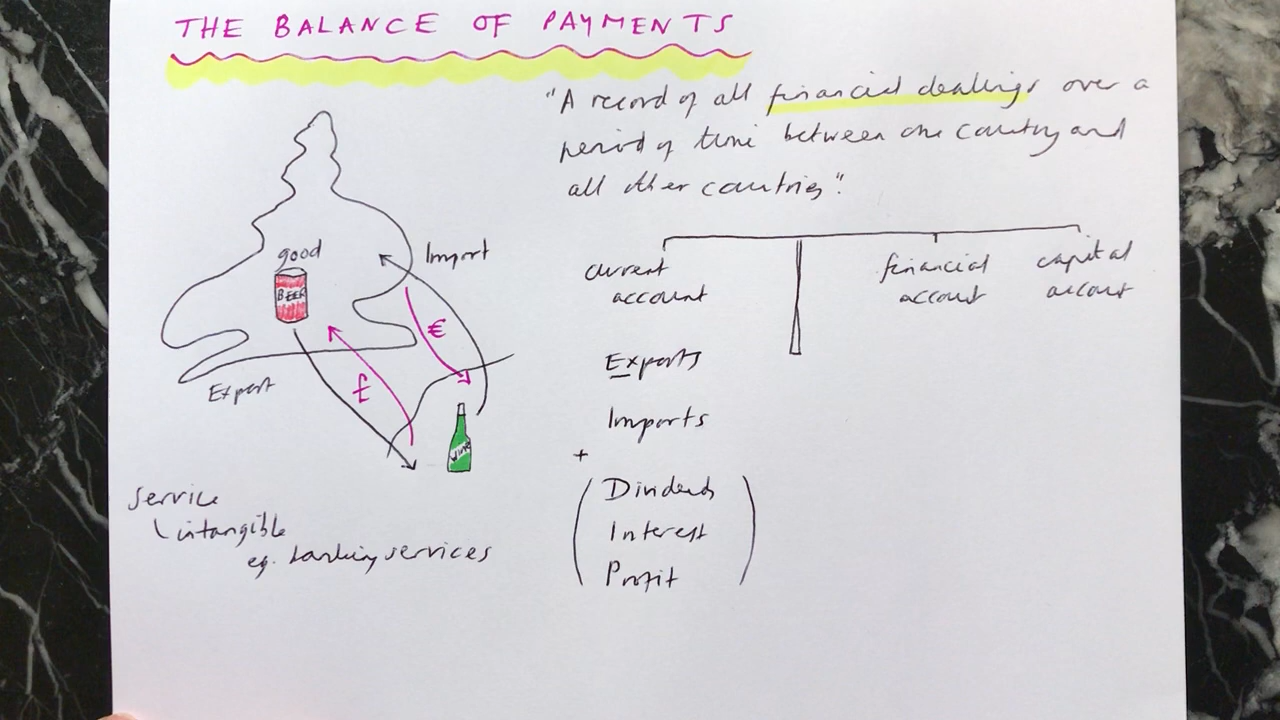 THE BALANCE OF PAYMENTS
"A record of all financial dealings over a
period of time between one country and
all other countries".
good
Import
BEER
€
£
Export
WINE
service
intangible
eg. banking services
current
account
financial
account
capital
account
Exports
Imports
+
(Dividends
Interest
Profit)